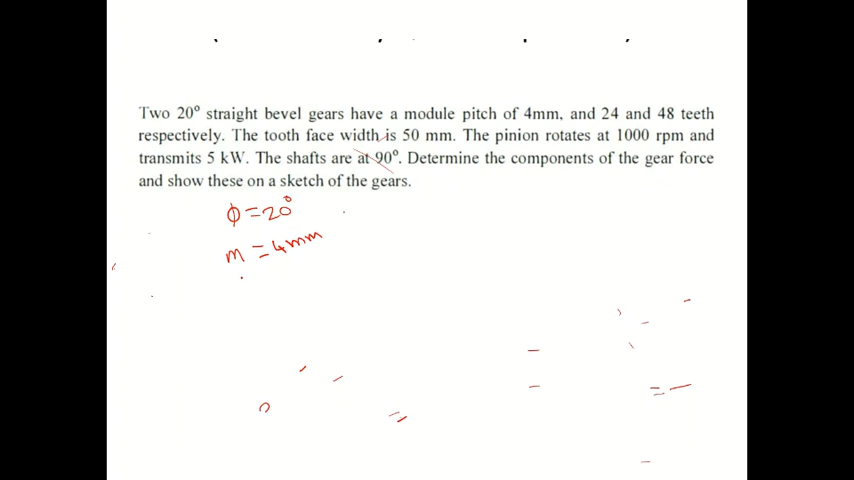 Two 20° straight bevel gears have a module pitch of 4mm, and 24 and 48 teeth
respectively. The tooth face width is 50 mm. The pinion rotates at 1000 rpm and
transmits 5 kW. The shafts are at 90°. Determine the components of the gear force
and show these on a sketch of the gears.
ϕ = 20°
m = 4mm